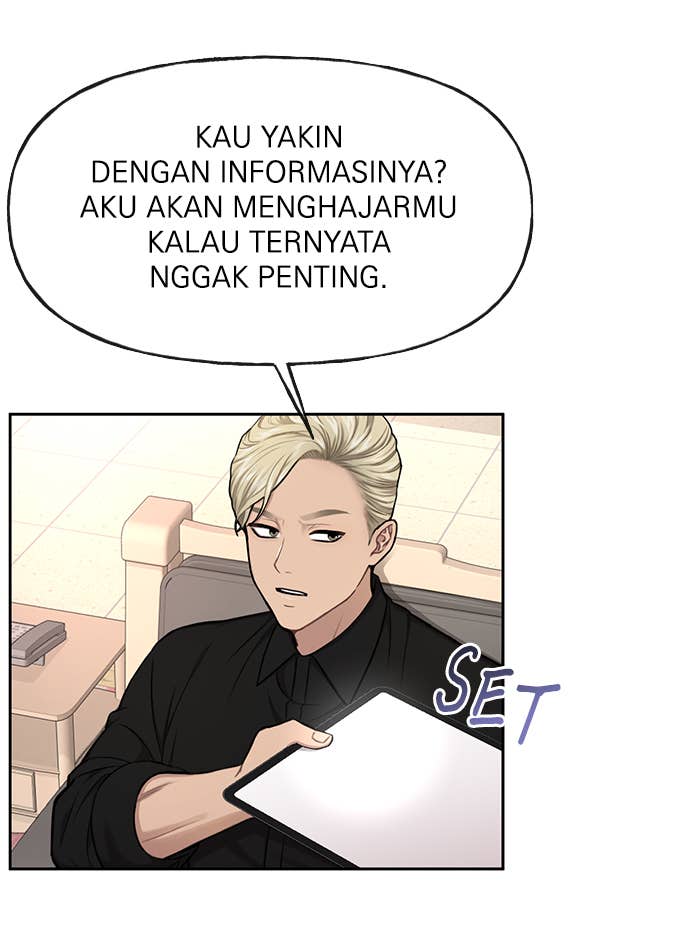 KAU YAKIN
DENGAN INFORMASINYA?
AKU AKAN MENGHAJARMU
KALAU TERNYATA
NGGAK PENTING.
SET